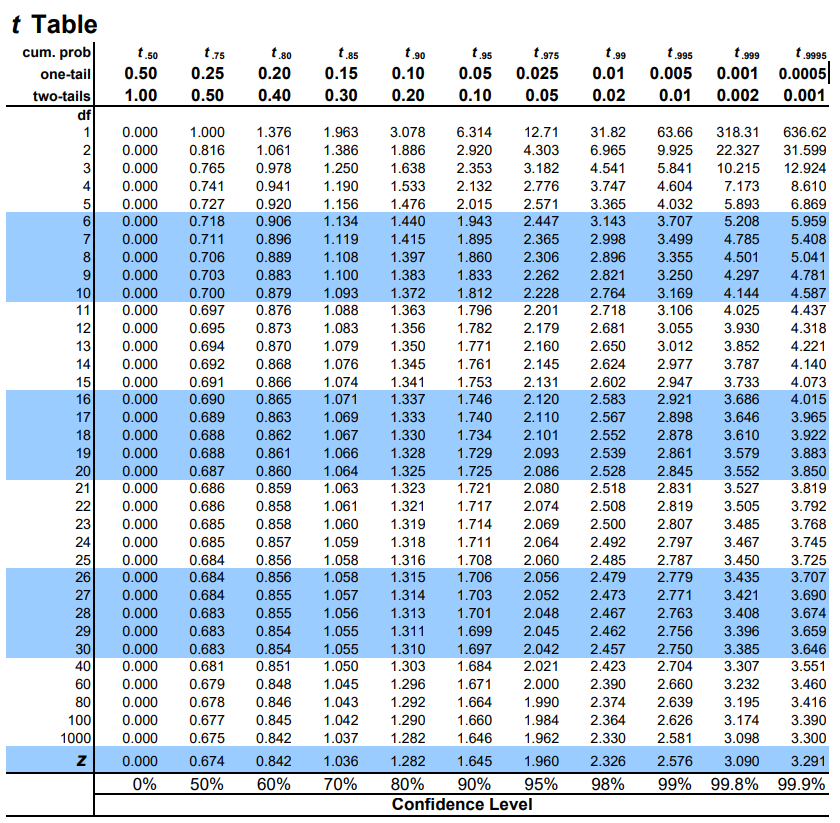 t Table
cum. prob t .50 t .75 t .80 t .85 t .90 t .95 t .975 t .99 t .995 t .999 t .9995
one-tail 0.50 0.25 0.20 0.15 0.10 0.05 0.025 0.01 0.005 0.001 0.0005
two-tails 1.00 0.50 0.40 0.30 0.20 0.10 0.05 0.02 0.01 0.002 0.001
df
1 0.000 1.000 1.376 1.963 3.078 6.314 12.71 31.82 63.66 318.31 636.62
2 0.000 0.816 1.061 1.386 1.886 2.920 4.303 6.965 9.925 22.327 31.599
3 0.000 0.765 0.978 1.250 1.638 2.353 3.182 4.541 5.841 10.215 12.924
4 0.000 0.741 0.941 1.190 1.533 2.132 2.776 3.747 4.604 7.173 8.610
5 0.000 0.727 0.920 1.156 1.476 2.015 2.571 3.365 4.032 5.893 6.869
6 0.000 0.718 0.906 1.134 1.440 1.943 2.447 3.143 3.707 5.208 5.959
7 0.000 0.711 0.896 1.119 1.415 1.895 2.365 2.998 3.499 4.785 5.408
8 0.000 0.706 0.889 1.108 1.397 1.860 2.306 2.896 3.355 4.501 5.041
9 0.000 0.703 0.883 1.100 1.383 1.833 2.262 2.821 3.250 4.297 4.781
10 0.000 0.700 0.879 1.093 1.372 1.812 2.228 2.764 3.169 4.144 4.587
11 0.000 0.697 0.876 1.088 1.363 1.796 2.201 2.718 3.106 4.025 4.437
12 0.000 0.695 0.873 1.083 1.356 1.782 2.179 2.681 3.055 3.930 4.318
13 0.000 0.694 0.870 1.079 1.350 1.771 2.160 2.650 3.012 3.852 4.221
14 0.000 0.692 0.868 1.076 1.345 1.761 2.145 2.624 2.977 3.787 4.140
15 0.000 0.691 0.866 1.074 1.341 1.753 2.131 2.602 2.947 3.733 4.073
16 0.000 0.690 0.865 1.071 1.337 1.746 2.120 2.583 2.921 3.686 4.015
17 0.000 0.689 0.863 1.069 1.333 1.740 2.110 2.567 2.898 3.646 3.965
18 0.000 0.688 0.862 1.067 1.330 1.734 2.101 2.552 2.878 3.610 3.922
19 0.000 0.688 0.861 1.066 1.328 1.729 2.093 2.539 2.861 3.579 3.883
20 0.000 0.687 0.860 1.064 1.325 1.725 2.086 2.528 2.845 3.552 3.850
21 0.000 0.686 0.859 1.063 1.323 1.721 2.080 2.518 2.831 3.527 3.819
22 0.000 0.686 0.858 1.061 1.321 1.717 2.074 2.508 2.819 3.505 3.792
23 0.000 0.685 0.858 1.060 1.319 1.714 2.069 2.500 2.807 3.485 3.768
24 0.000 0.685 0.857 1.059 1.318 1.711 2.064 2.492 2.797 3.467 3.745
25 0.000 0.684 0.856 1.058 1.316 1.708 2.060 2.485 2.787 3.450 3.725
26 0.000 0.684 0.856 1.058 1.315 1.706 2.056 2.479 2.779 3.435 3.707
27 0.000 0.684 0.855 1.057 1.314 1.703 2.052 2.473 2.771 3.421 3.690
28 0.000 0.683 0.855 1.056 1.313 1.701 2.048 2.467 2.763 3.408 3.674
29 0.000 0.683 0.854 1.055 1.311 1.699 2.045 2.462 2.756 3.396 3.659
30 0.000 0.683 0.854 1.055 1.310 1.697 2.042 2.457 2.750 3.385 3.646
40 0.000 0.681 0.851 1.050 1.303 1.684 2.021 2.423 2.704 3.307 3.551
60 0.000 0.679 0.848 1.045 1.296 1.671 2.000 2.390 2.660 3.232 3.460
80 0.000 0.678 0.846 1.043 1.292 1.664 1.990 2.374 2.639 3.195 3.416
100 0.000 0.677 0.845 1.042 1.290 1.660 1.984 2.364 2.626 3.174 3.390
1000 0.000 0.675 0.842 1.037 1.282 1.646 1.962 2.330 2.581 3.098 3.300
z 0.000 0.674 0.842 1.036 1.282 1.645 1.960 2.326 2.576 3.090 3.291
0% 50% 60% 70% 80% 90% 95% 98% 99% 99.8% 99.9%
Confidence Level